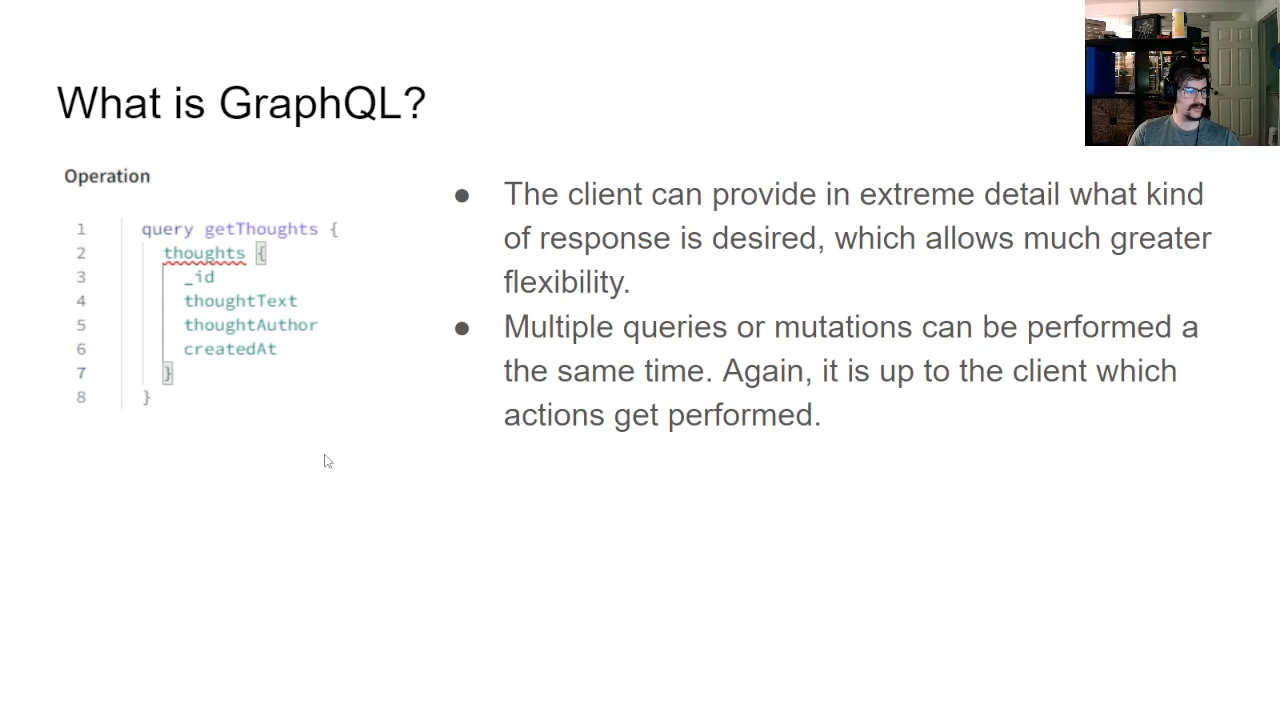 What is GraphQL?
Operation
1 query getThoughts {
2 thoughts {
3 _id
4 thoughtText
5 thoughtAuthor
6 createdAt
7 }
8 }
● The client can provide in extreme detail what kind
of response is desired, which allows much greater
flexibility.
● Multiple queries or mutations can be performed a
the same time. Again, it is up to the client which
actions get performed.